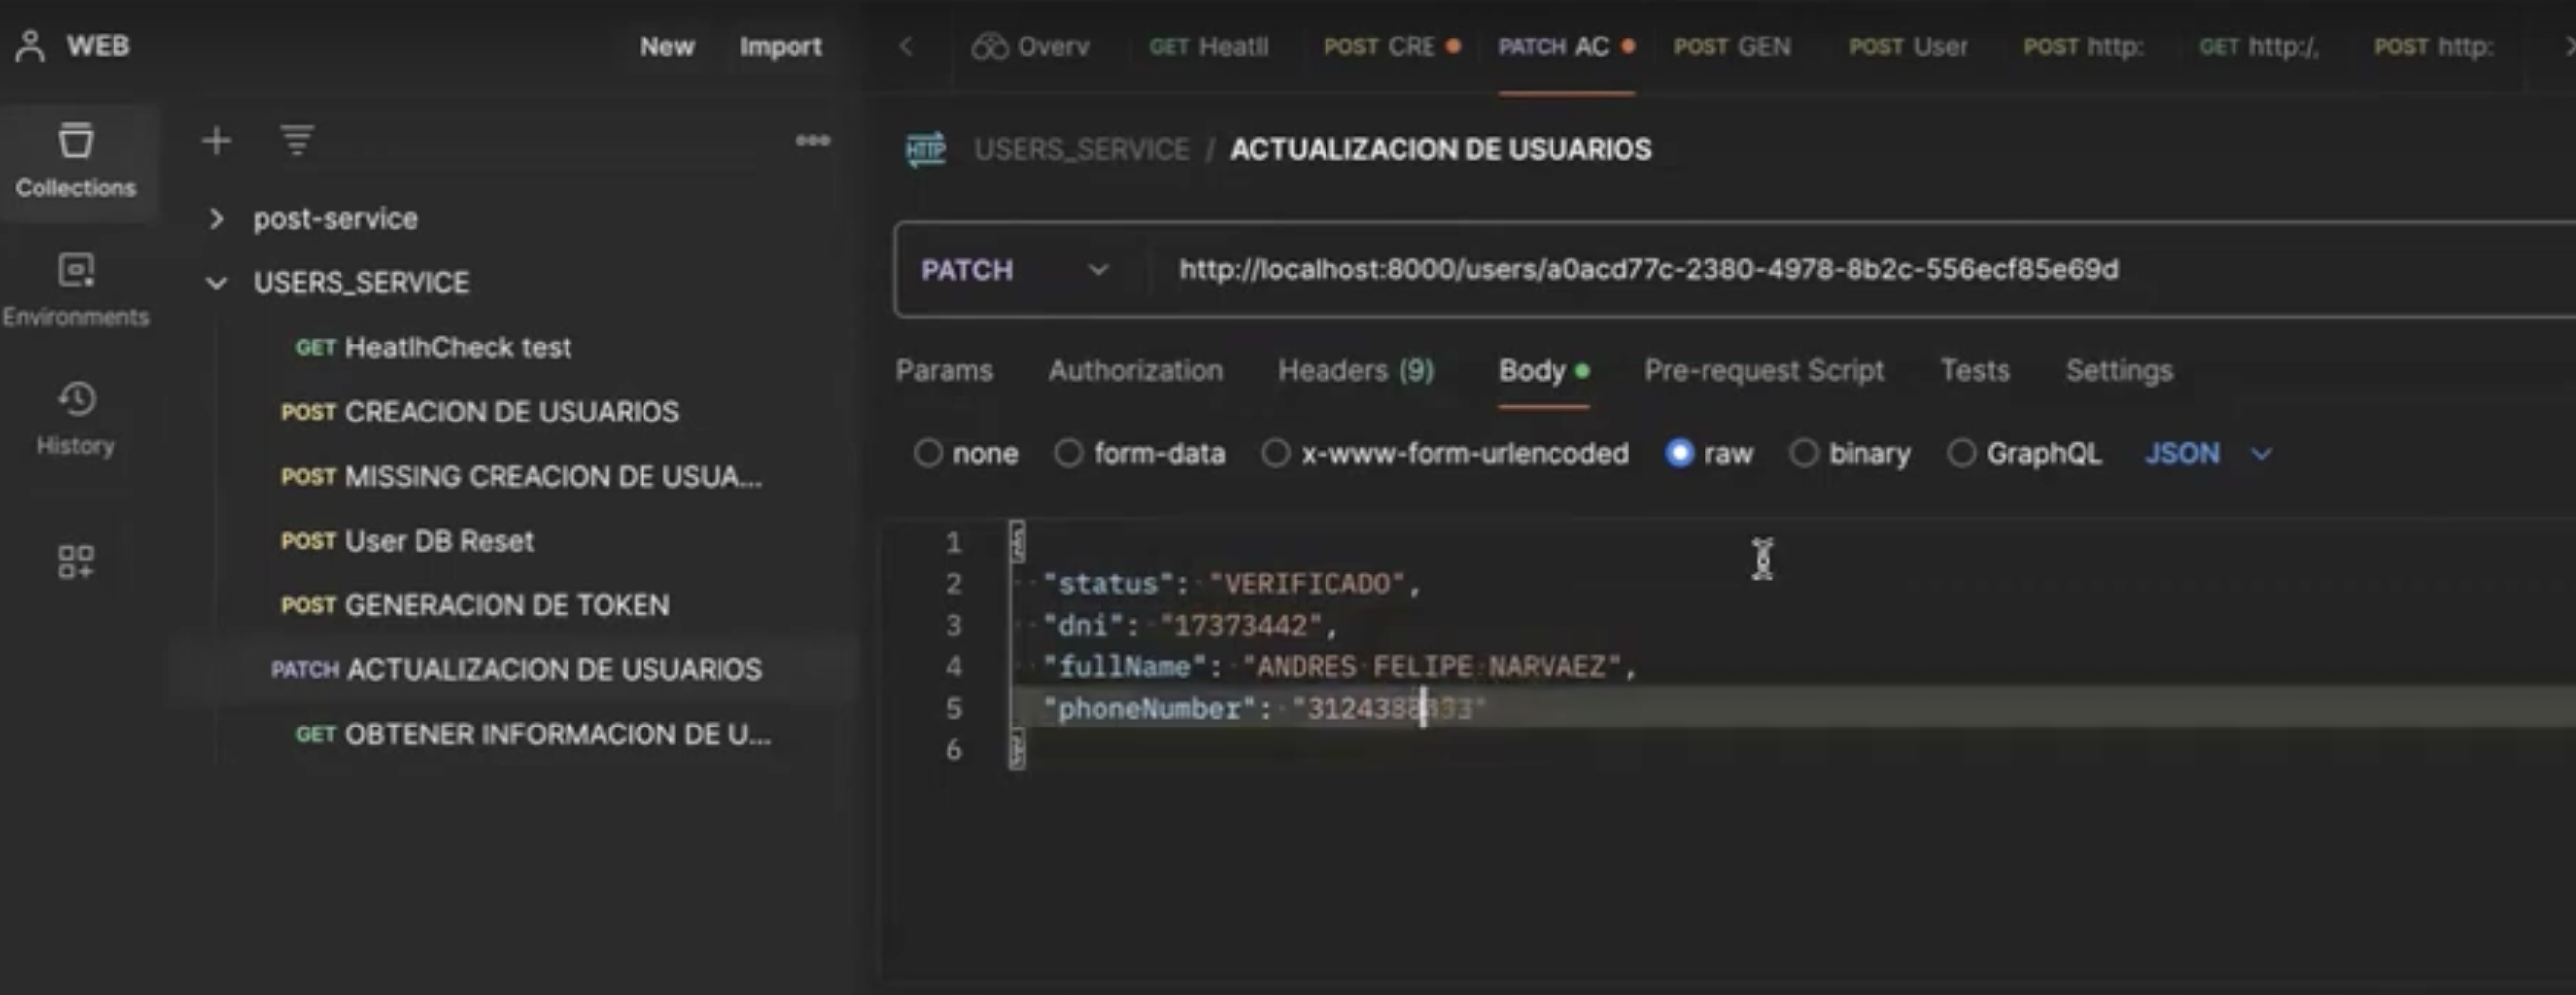 WEB
New
Import
Overv
GET Heatll
POST CRE
PATCH AC
POST GEN
POST User
POST http:
GET http:/,
POST http:
Collections
Environments
History
post-service
USERS_SERVICE
GET HeatlhCheck test
POST CREACION DE USUARIOS
POST MISSING CREACION DE USUA...
POST User DB Reset
POST GENERACION DE TOKEN
PATCH ACTUALIZACION DE USUARIOS
GET OBTENER INFORMACION DE U...
HTTP USERS_SERVICE / ACTUALIZACION DE USUARIOS
PATCH http://localhost:8000/users/a0acd77c-2380-4978-8b2c-556ecf85e69d
Params Authorization Headers (9) Body Pre-request Script Tests Settings
none form-data x-www-form-urlencoded raw binary GraphQL JSON
1 {
2 "status": "VERIFICADO",
3 "dni": "17373442",
4 "fullName": "ANDRES FELIPE NARVAEZ",
5 "phoneNumber":
6 }